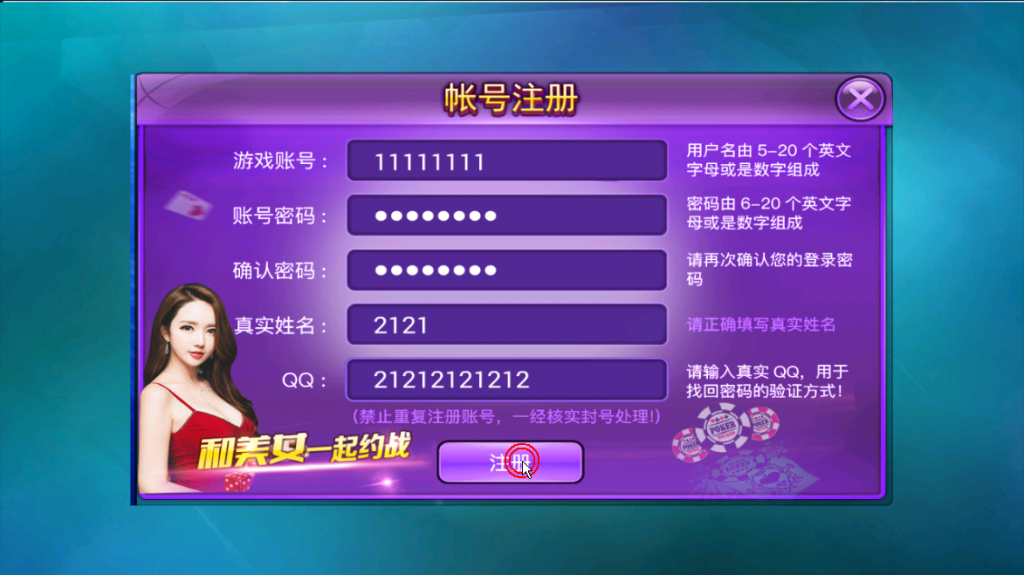 帐号注册
游戏账号： 11111111 用户名由 5-20 个英文
字母或是数字组成
账号密码： ●●●●●●●● 密码由 6-20 个英文字
母或是数字组成
确认密码： ●●●●●●●● 请再次确认您的登录密
码
真实姓名： 2121 请正确填写真实姓名
QQ： 21212121212 请输入真实 QQ，用于
找回密码的验证方式！
（禁止重复注册账号，一经核实封号处理!）
和美女一起约战
注册
POKER